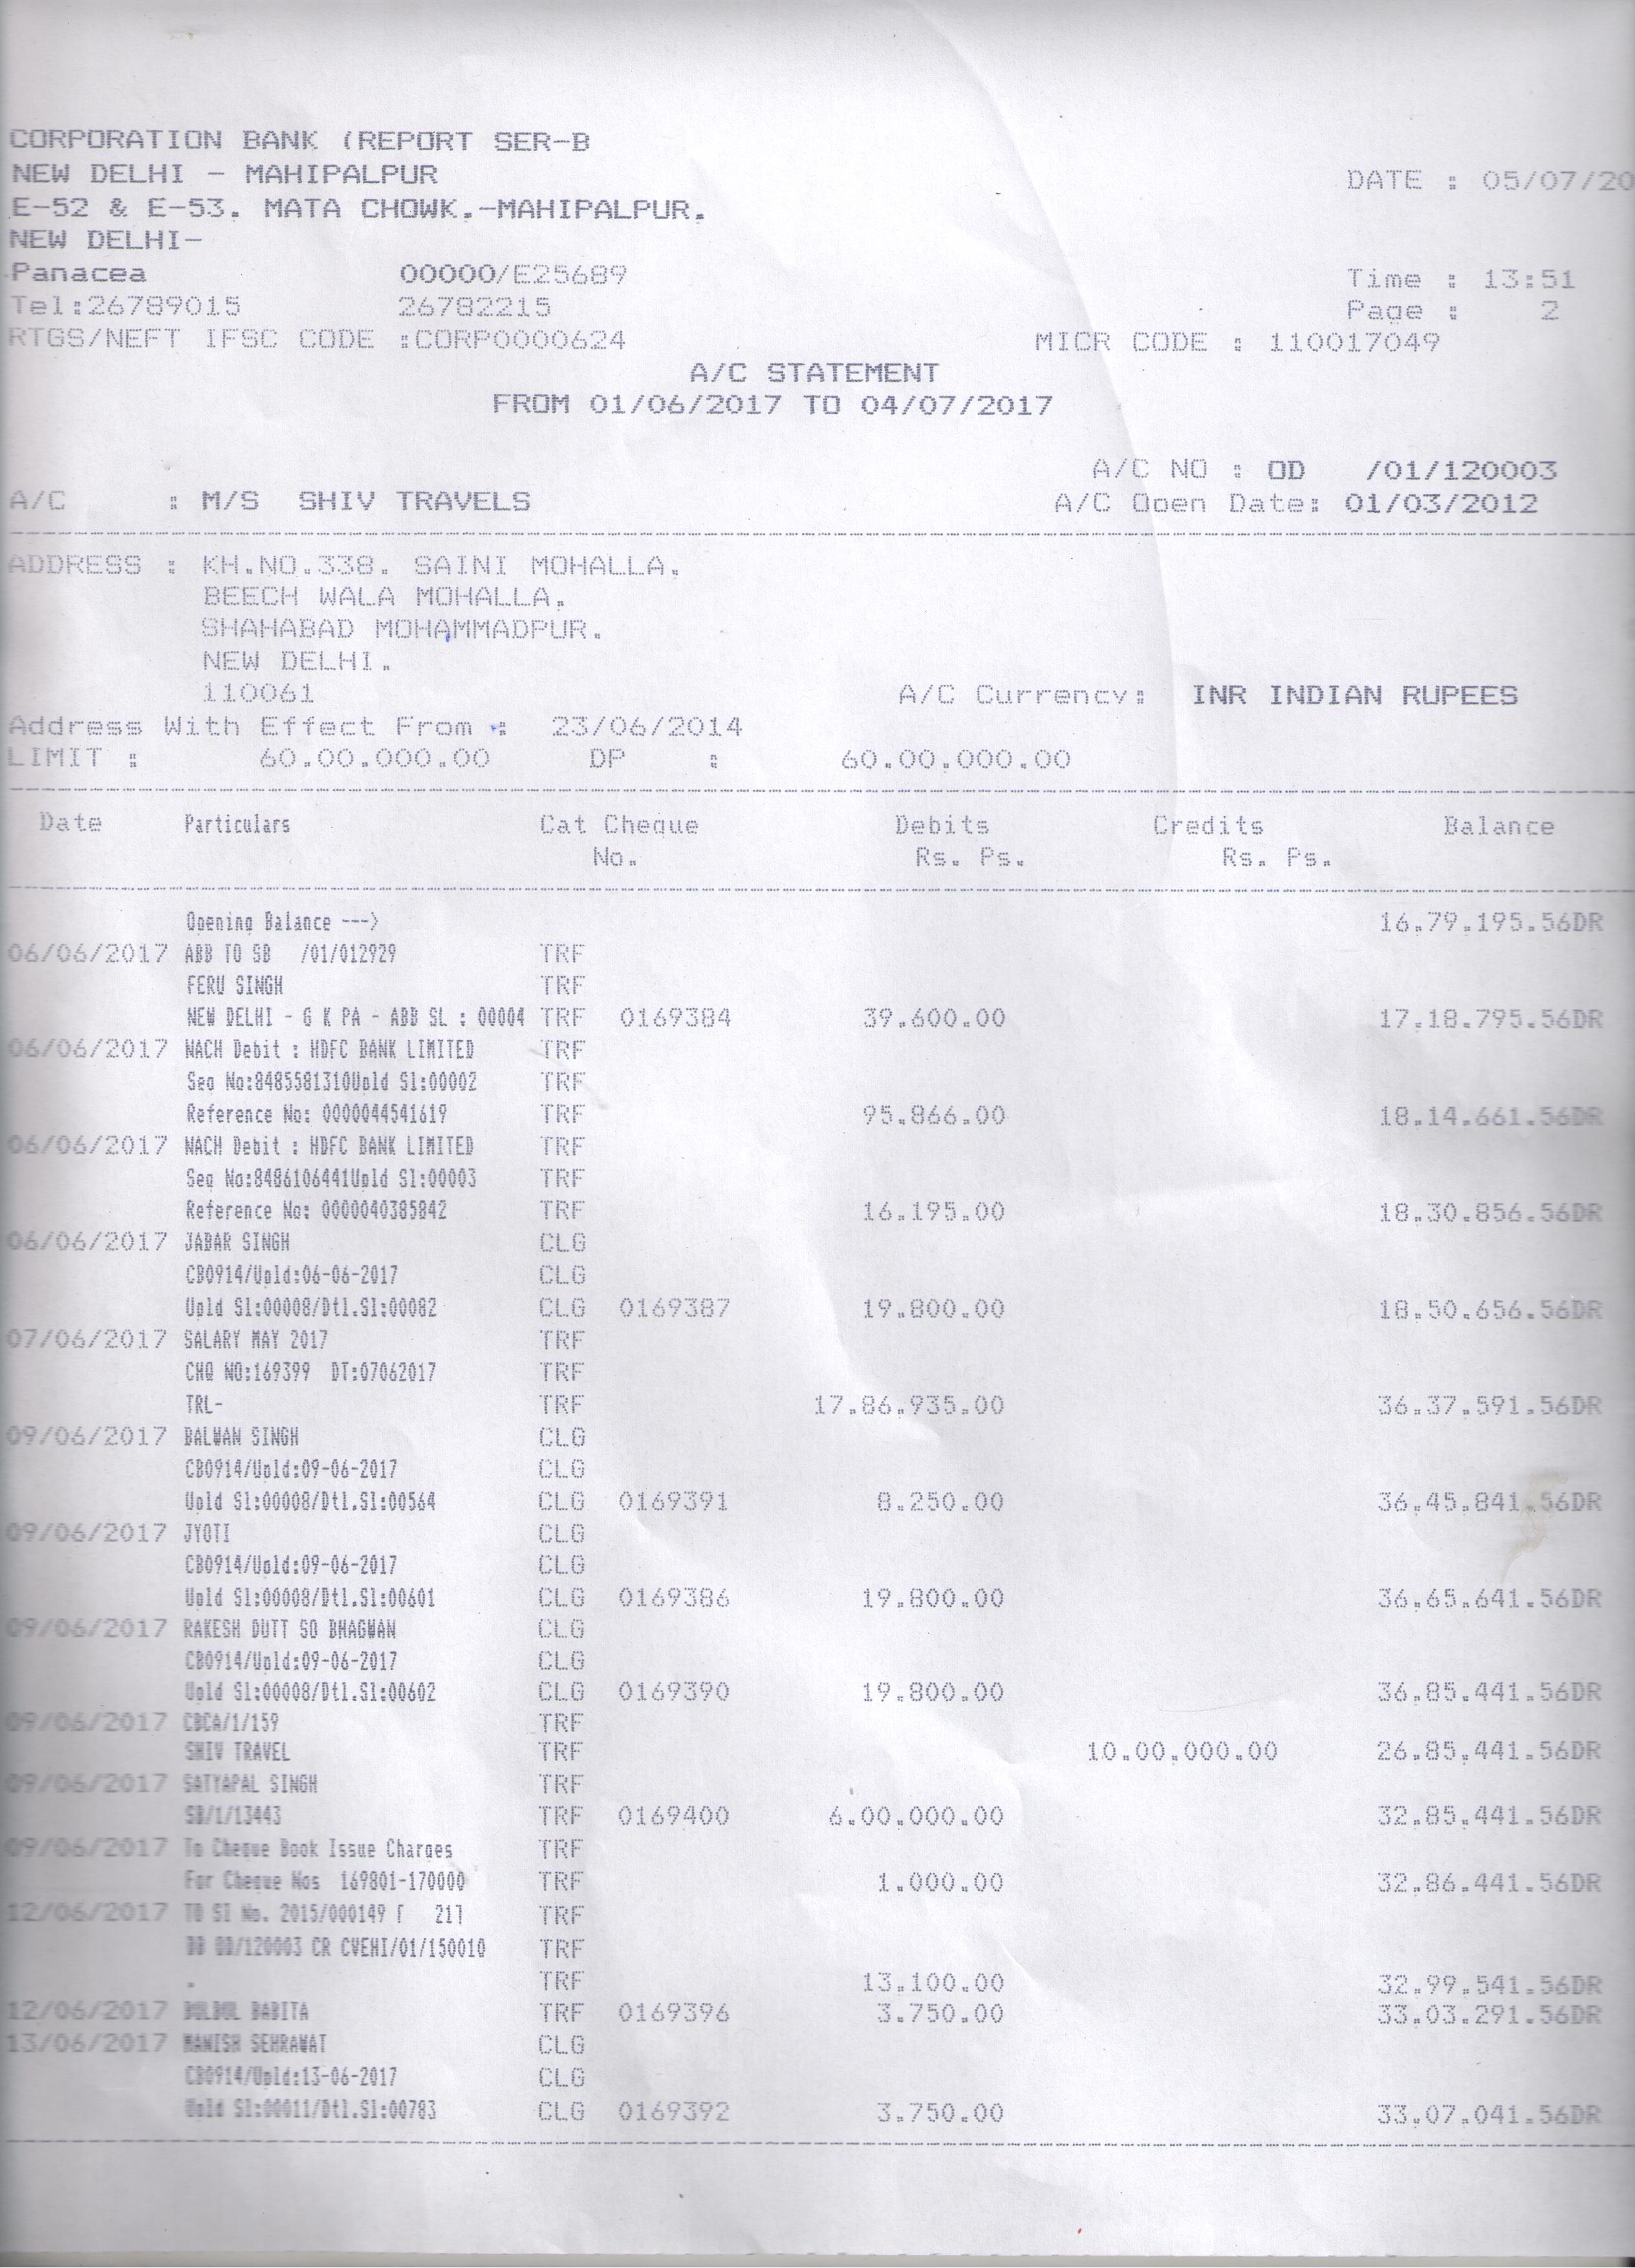 CORPORATION BANK (REPORT SER-B
NEW DELHI - MAHIPALPUR
DATE : 05/07/20
E-52 & E-53. MATA CHOWK.-MAHIPALPUR.
NEW DELHI-
Panacea 00000/E25689 Time : 13:51
Tel:26789015 26782215 Page : 2
RTGS/NEFT IFSC CODE :CORP0000624 MICR CODE : 110017049
A/C STATEMENT
FROM 01/06/2017 TO 04/07/2017
A/C NO : OD /01/120003
A/C : M/S SHIV TRAVELS A/C Open Date: 01/03/2012
ADDRESS : KH.NO.338. SAINI MOHALLA.
BEECH WALA MOHALLA.
SHAHABAD MOHAMMADPUR.
NEW DELHI.
110061 A/C Currency: INR INDIAN RUPEES
Address With Effect From : 23/06/2014
LIMIT : 60.00.000.00 DP : 60.00.000.00
Date Particulars Cat Cheque Debits Credits Balance
No. Rs. Ps. Rs. Ps.
Opening Balance ---> 16.79.195.56DR
06/06/2017 ABB TO SB /01/012929 TRF
FERU SINGH TRF
NEW DELHI - G K PA - ABB SL : 00004 TRF 0169384 39.600.00 17.18.795.56DR
06/06/2017 NACH Debit : HDFC BANK LIMITED TRF
Seq No:8485581310Upld Sl:00002 TRF
Reference No: 0000044541619 TRF 95.866.00 18.14.661.56DR
06/06/2017 NACH Debit : HDFC BANK LIMITED TRF
Seq No:8486106441Upld Sl:00003 TRF
Reference No: 0000040385842 TRF 16.195.00 18.30.856.56DR
06/06/2017 JABAR SINGH CLG
CB0914/Upld:06-06-2017 CLG
Upld Sl:00008/Dtl.Sl:00082 CLG 0169387 19.800.00 18.50.656.56DR
07/06/2017 SALARY MAY 2017 TRF
CHQ NO:169399 DT:07062017 TRF
TRL- TRF 17.86.935.00 36.37.591.56DR
09/06/2017 BALWAN SINGH CLG
CB0914/Upld:09-06-2017 CLG
Upld Sl:00008/Dtl.Sl:00564 CLG 0169391 8.250.00 36.45.841.56DR
09/06/2017 JYOTI CLG
CB0914/Upld:09-06-2017 CLG
Upld Sl:00008/Dtl.Sl:00601 CLG 0169386 19.800.00 36.65.641.56DR
09/06/2017 RAKESH DUTT SO BHAGWAN CLG
CB0914/Upld:09-06-2017 CLG
Upld Sl:00008/Dtl.Sl:00602 CLG 0169390 19.800.00 36.85.441.56DR
09/06/2017 CBCA/1/159 TRF
SHIV TRAVEL TRF 10.00.000.00 26.85.441.56DR
09/06/2017 SATYAPAL SINGH TRF
SB/1/13443 TRF 0169400 6.00.000.00 32.85.441.56DR
09/06/2017 To Cheque Book Issue Charges TRF
For Cheque Nos 169801-170000 TRF 1.000.00 32.86.441.56DR
12/06/2017 TO SI No. 2015/000149 [ 21] TRF
DB OD/120003 CR CVEHI/01/150010 TRF
. TRF 13.100.00 32.99.541.56DR
12/06/2017 BULBUL BABITA TRF 0169396 3.750.00 33.03.291.56DR
13/06/2017 MANISH SEHRAWAT CLG
CB0914/Upld:13-06-2017 CLG
Upld Sl:00011/Dtl.Sl:00783 CLG 0169392 3.750.00 33.07.041.56DR